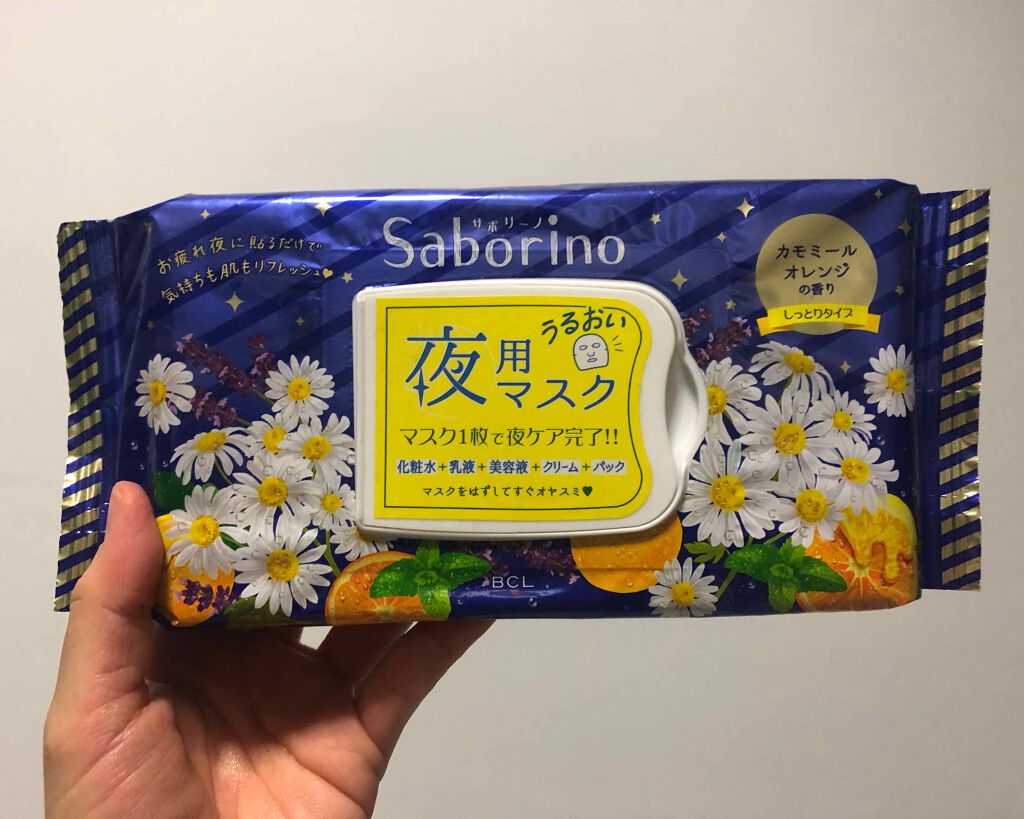 お疲れ夜に貼るだけで
気持ちも肌もリフレッシュ♥
サボリーノ
Saborino
カモミール
オレンジ
の香り
しっとりタイプ
うるおい
夜用
マスク
マスク1枚で夜ケア完了!!
化粧水+乳液+美容液+クリーム+パック
マスクをはずしてすぐオヤスミ♥
BCL